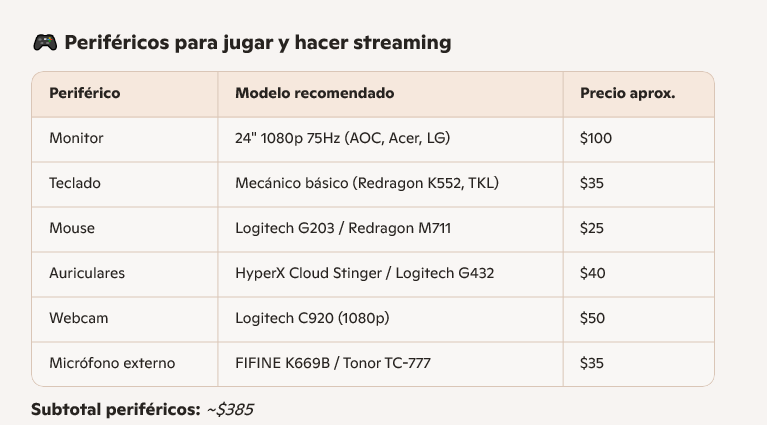 🎮 Periféricos para jugar y hacer streaming
Periférico Modelo recomendado Precio aprox.
Monitor 24" 1080p 75Hz (AOC, Acer, LG) $100
Teclado Mecánico básico (Redragon K552, TKL) $35
Mouse Logitech G203 / Redragon M711 $25
Auriculares HyperX Cloud Stinger / Logitech G432 $40
Webcam Logitech C920 (1080p) $50
Micrófono externo FIFINE K669B / Tonor TC-777 $35
Subtotal periféricos: ~$385